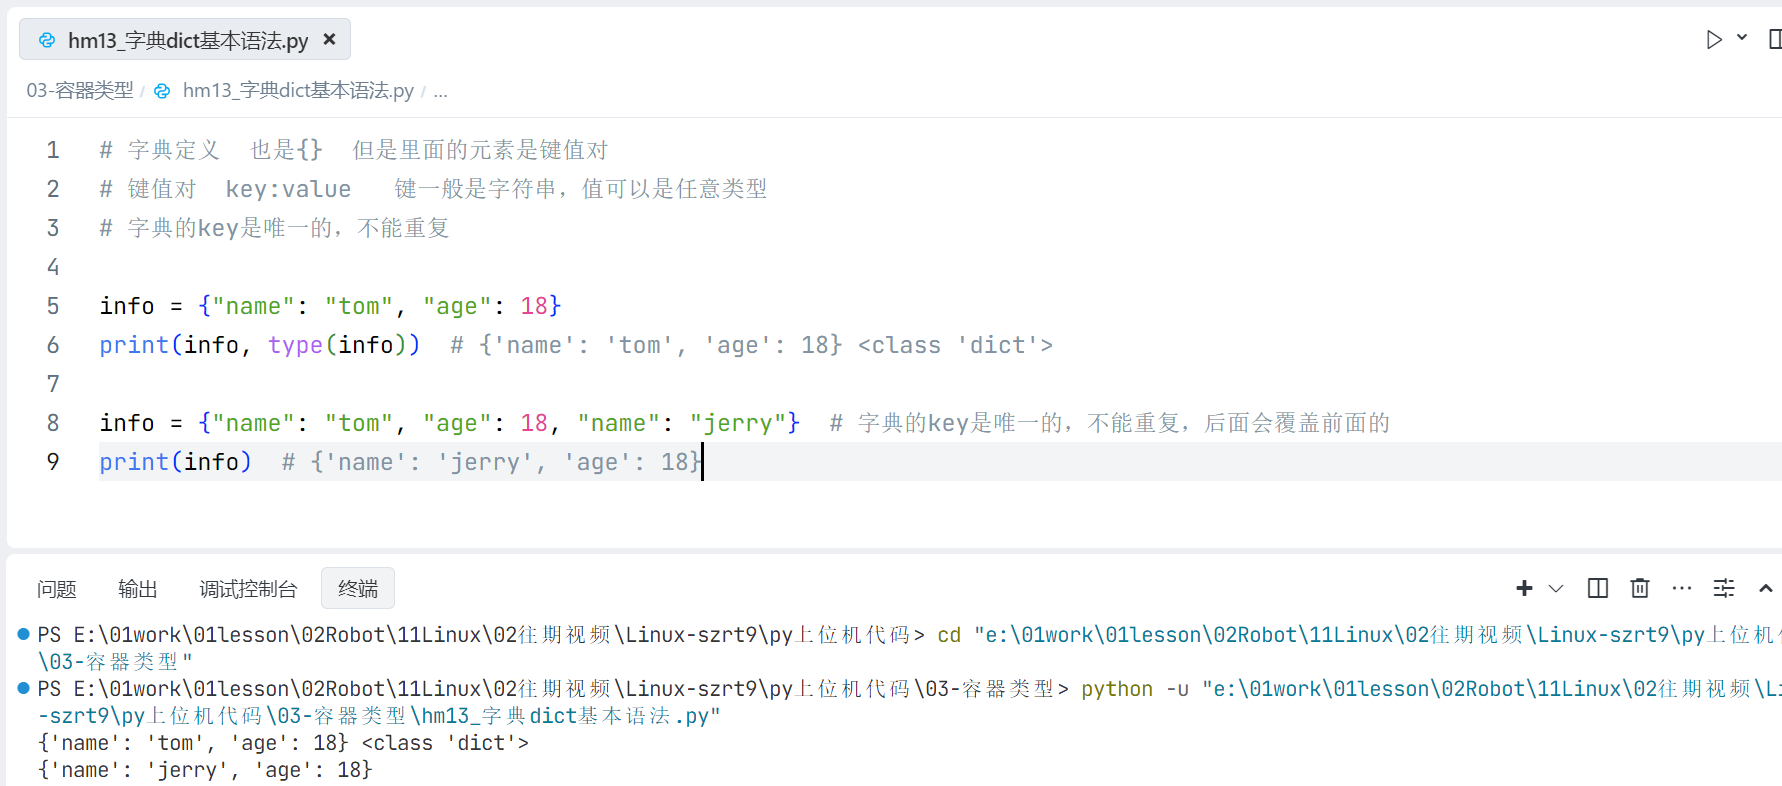 hm13_字典dict基本语法.py ×
03-容器类型 / hm13_字典dict基本语法.py / ...
1 # 字典定义  也是{}  但是里面的元素是键值对
2 # 键值对  key:value   键一般是字符串，值可以是任意类型
3 # 字典的key是唯一的，不能重复
4
5 info = {"name": "tom", "age": 18}
6 print(info, type(info))  # {'name': 'tom', 'age': 18} <class 'dict'>
7
8 info = {"name": "tom", "age": 18, "name": "jerry"}  # 字典的key是唯一的，不能重复，后面会覆盖前面的
9 print(info)  # {'name': 'jerry', 'age': 18}
问题 输出 调试控制台 终端
PS E:\01work\01lesson\02Robot\11Linux\02往期视频\Linux-szrt9\py上位机代码> cd "e:\01work\01lesson\02Robot\11Linux\02往期视频\Linux-szrt9\py上位机
\03-容器类型"
PS E:\01work\01lesson\02Robot\11Linux\02往期视频\Linux-szrt9\py上位机代码\03-容器类型> python -u "e:\01work\01lesson\02Robot\11Linux\02往期视频\Li
-szrt9\py上位机代码\03-容器类型\hm13_字典dict基本语法.py"
{'name': 'tom', 'age': 18} <class 'dict'>
{'name': 'jerry', 'age': 18}